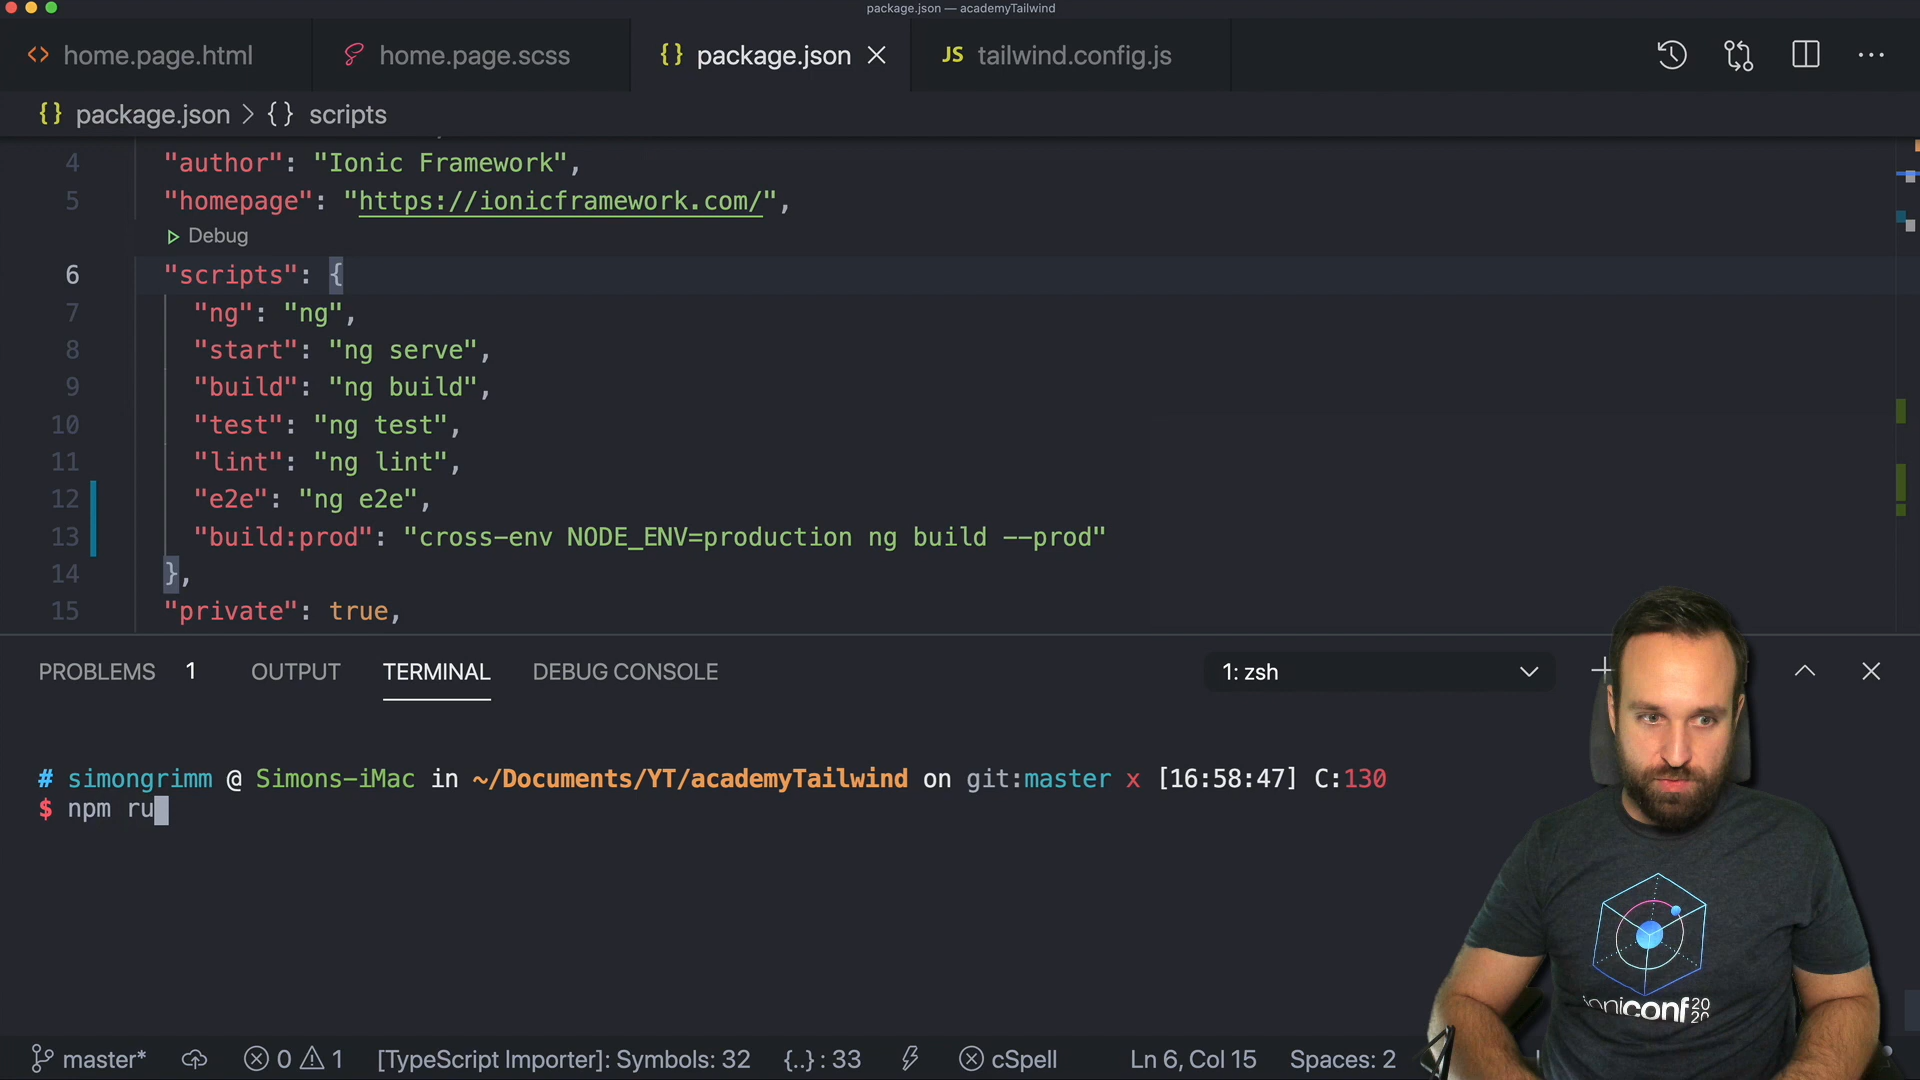 package.json — academyTailwind
home.page.html
home.page.scss
{} package.json
JS tailwind.config.js
{} package.json > {} scripts
4 "author": "Ionic Framework",
5 "homepage": "https://ionicframework.com/",
Debug
6 "scripts": {
7 "ng": "ng",
8 "start": "ng serve",
9 "build": "ng build",
10 "test": "ng test",
11 "lint": "ng lint",
12 "e2e": "ng e2e",
13 "build:prod": "cross-env NODE_ENV=production ng build --prod"
14 },
15 "private": true,
PROBLEMS 1 OUTPUT TERMINAL DEBUG CONSOLE
1: zsh
# simongrimm @ Simons-iMac in ~/Documents/YT/academyTailwind on git:master x [16:58:47] C:130
$ npm ru
ioniconf 2020
master* 0 1 [TypeScript Importer]: Symbols: 32 {..} : 33 cSpell Ln 6, Col 15 Spaces: 2